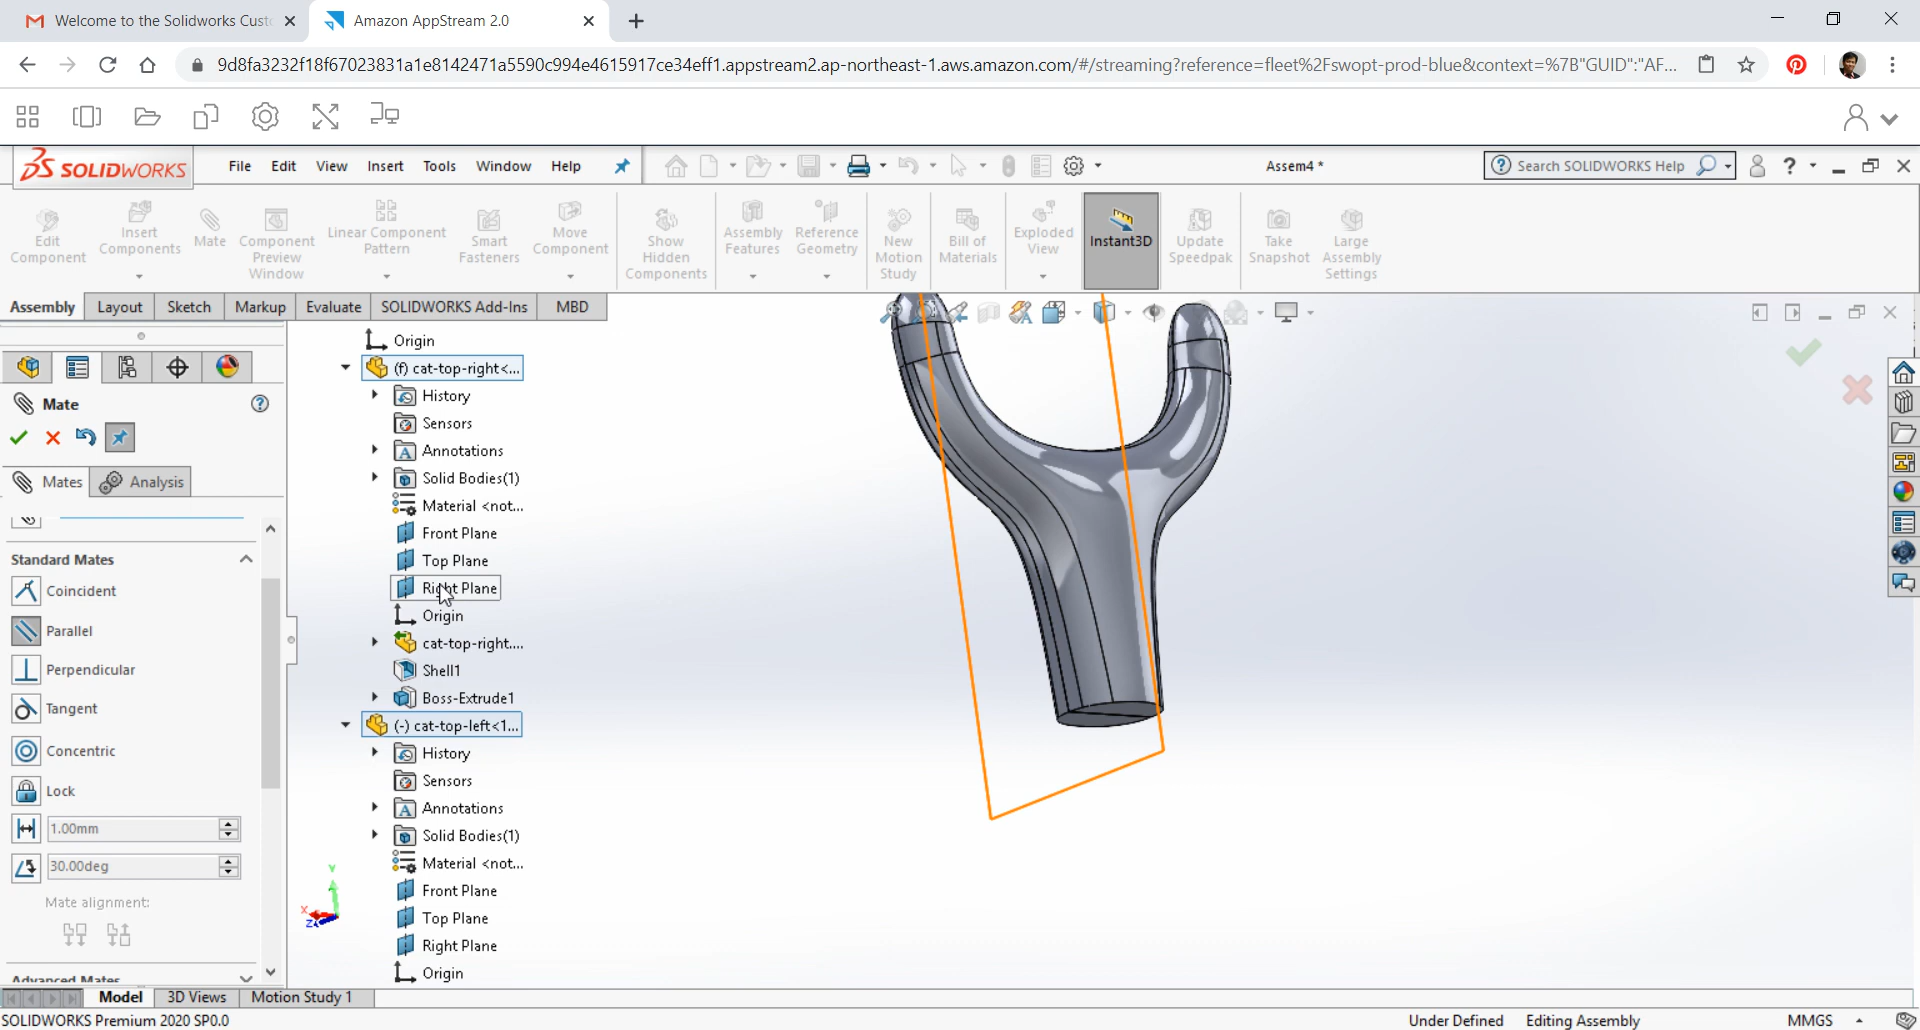 Welcome to the Solidworks Cust
Amazon AppStream 2.0
9d8fa3232f18f67023831a1e8142471a5590c994e4615917ce34eff1.appstream2.ap-northeast-1.aws.amazon.com/#/streaming?reference=fleet%2Fswopt-prod-blue&context=%7B"GUID":"AF...
SOLIDWORKS File Edit View Insert Tools Window Help Assem4 * Search SOLIDWORKS Help ?
Edit Component
Insert Components
Mate
Component Preview Window
Linear Component Pattern
Smart Fasteners
Move Component
Show Hidden Components
Assembly Features
Reference Geometry
New Motion Study
Bill of Materials
Exploded View
Instant3D
Update Speedpak
Take Snapshot
Large Assembly Settings
Assembly Layout Sketch Markup Evaluate SOLIDWORKS Add-Ins MBD
Mate
Mates Analysis
Standard Mates
Coincident
Parallel
Perpendicular
Tangent
Concentric
Lock
1.00mm
30.00deg
Mate alignment:
Advanced Mates
Origin
(f) cat-top-right<...
History
Sensors
Annotations
Solid Bodies(1)
Material <not...
Front Plane
Top Plane
Right Plane
Origin
cat-top-right....
Shell1
Boss-Extrude1
(-) cat-top-left<1...
History
Sensors
Annotations
Solid Bodies(1)
Material <not...
Front Plane
Top Plane
Right Plane
Origin
Y
X
Z
Model 3D Views Motion Study 1
SOLIDWORKS Premium 2020 SP0.0 Under Defined Editing Assembly MMGS